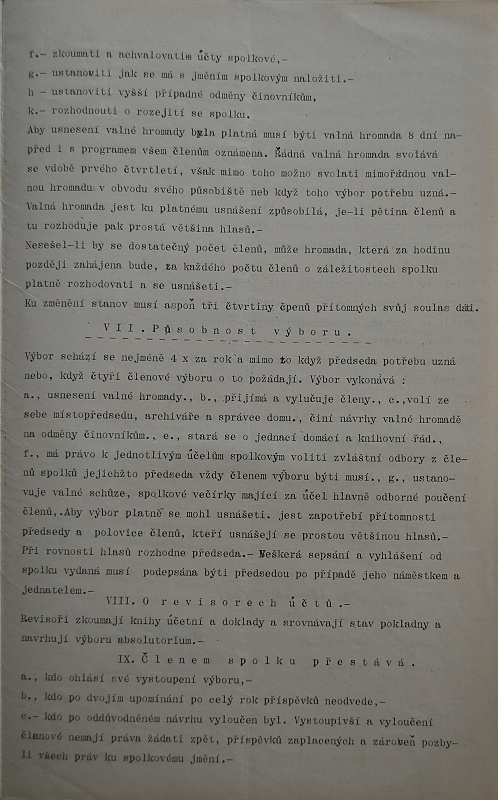 f.- zkoumati a achvalovatim účty spolkové,-
g.- ustanoviti jak se má s jměním spolkovým naložiti.-
h - ustanoviti vyšší případné odměny činovníkům,
k.- rozhodnouti o rozejití se spolku.
Aby usnesení valné hromady byla platná musí býti valná hromada 8 dní na-
před i s programem všem členům oznámena. Řádná valná hromada svolává
se vdobě prvého čtvrtletí, však mimo toho možno svolati mimořádnou val-
nou hromadu v obvodu svého působiště neb když toho výbor potřebu uzná.-
Valná hromada jest ku platnému usnášení způsobilá, je-li pětina členů a
tu rozhoduje pak prostá většina hlasů.-
Nesešel-li by se dostatečný počet členů, může hromada, která za hodinu
později zahájena bude, za každého počtu členů o záležitostech spolku
platně rozhodovati a se usnášeti.-
Ku změnění stanov musí aspoň tři čtvrtiny čpenů přítomných svůj soulas dáti.
VII. Působnost výboru.
Výbor schází se nejméně 4 x za rok a mimo to když předseda potřebu uzná
nebo, když čtyři členové výboru o to požádají. Výbor vykonává :
a., usnesení valné hromady., b., přijímá a vylučuje členy., c.,volí ze
sebe místopředsedu, archiváře a správce domu., činí návrhy valné hromadě
na odměny činovníkům., e., stará se o jednací domácí a knihovní řád.,
f., má právo k jednotlivým účelům spolkovým voliti zvláštní odbory z čle-
nů spolků jejichžto předseda vždy členem výboru býti musí., g., ustano-
vuje valné schůze, spolkové večírky mající za účel hlavně odborné poučení
členů,.Aby výbor platně se mohl usnášeti. jest zapotřebí přítomnosti
předsedy a polovice členů, kteří usnášejí se prostou většinou hlasů.-
Při rovnosti hlasů rozhodne předseda.- Neškerá sepsání a vyhlášení od
spolku vydaná musí podepsána býti předsedou po případě jeho náměstkem a
jednatelem.-
VIII. O revisorech účtů.-
Revisoři zkoumají knihy účetní a doklady a srovnávají stav pokladny a
navrhují výboru absolutorium.-
IX. Členem spolku přestává.
a., kdo ohlásí své vystoupení výboru,-
b., kdo po dvojím upomínání po celý rok příspěvků neodvede,-
c.- kdo po oddůvodněném návrhu vyloučen byl. Vystoupivší a vyloučení
členové nemají práva žádati zpět, příspěvků zaplacených a zároveň pozby-
li všech práv ku spolkovému jmění.-